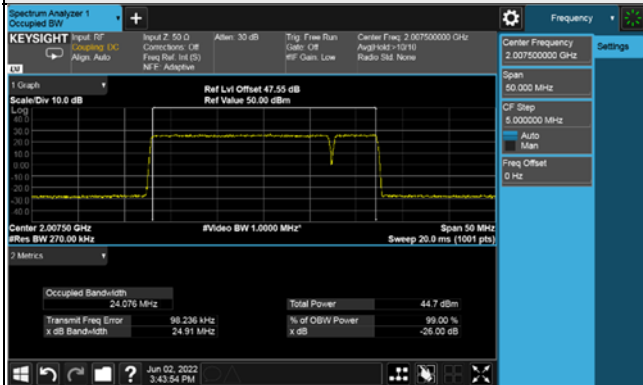 Spectrum Analyzer 1
Occupied BW
Frequency
KEYSIGHT
Input: RF
Coupling: DC
Align: Auto
Input Z: 50 Ω
Corrections: Off
Freq Ref: Int (S)
NFE: Adaptive
Atten: 30 dB
Trig: Free Run
Gate: Off
#IF Gain: Low
Center Freq: 2.007500000 GHz
Avg|Hold:>10/10
Radio Std: None
LXI
Center Frequency
2.007500000 GHz
Settings
Span
50.000 MHz
CF Step
5.000000 MHz
Auto
Man
Freq Offset
0 Hz
1 Graph
Scale/Div 10.0 dB
Ref Lvl Offset 47.55 dB
Ref Value 50.00 dBm
Log
40.0
30.0
20.0
10.0
0.00
-10.0
-20.0
-30.0
-40.0
Center 2.00750 GHz
#Res BW 270.00 kHz
#Video BW 1.0000 MHz*
Span 50 MHz
Sweep 20.0 ms (1001 pts)
2 Metrics
Occupied Bandwidth
24.076 MHz
Total Power 44.7 dBm
Transmit Freq Error 98.236 kHz
% of OBW Power 99.00 %
x dB Bandwidth 24.91 MHz
x dB -26.00 dB
Jun 02, 2022
3:43:54 PM